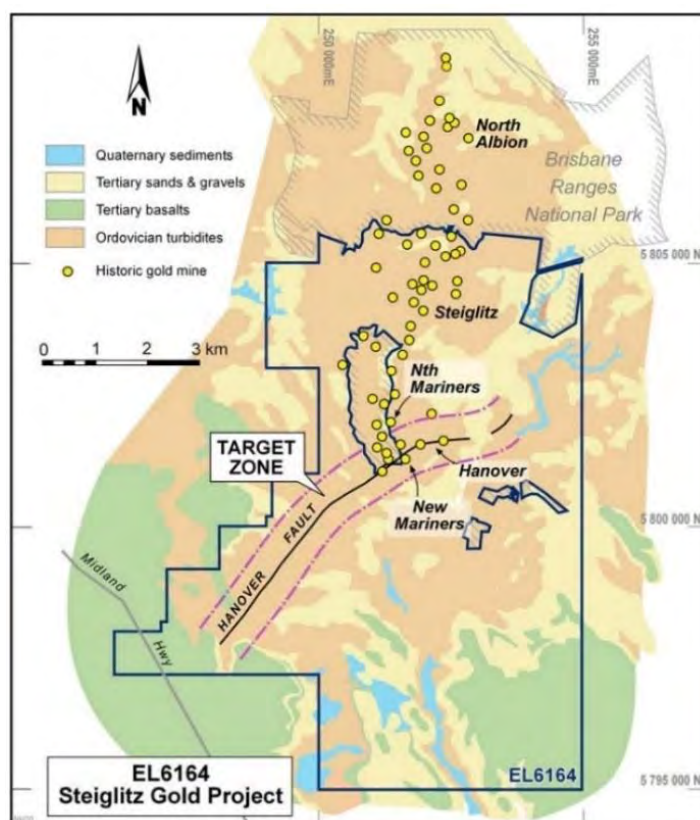 250 000mE
255 000mE
N
North
Albion
Quaternary sediments
Tertiary sands & gravels
Tertiary basalts
Ordovician turbidites
Historic gold mine
Brisbane
Ranges
National Park
5 805 000 N
Steiglitz
0 1 2 3 km
Nth
Mariners
TARGET
ZONE
Hanover
New
Mariners
HANOVER FAULT
5 800 000 N
Midland
Hwy
EL6164
Steiglitz Gold Project
EL6164
5 795 000 N